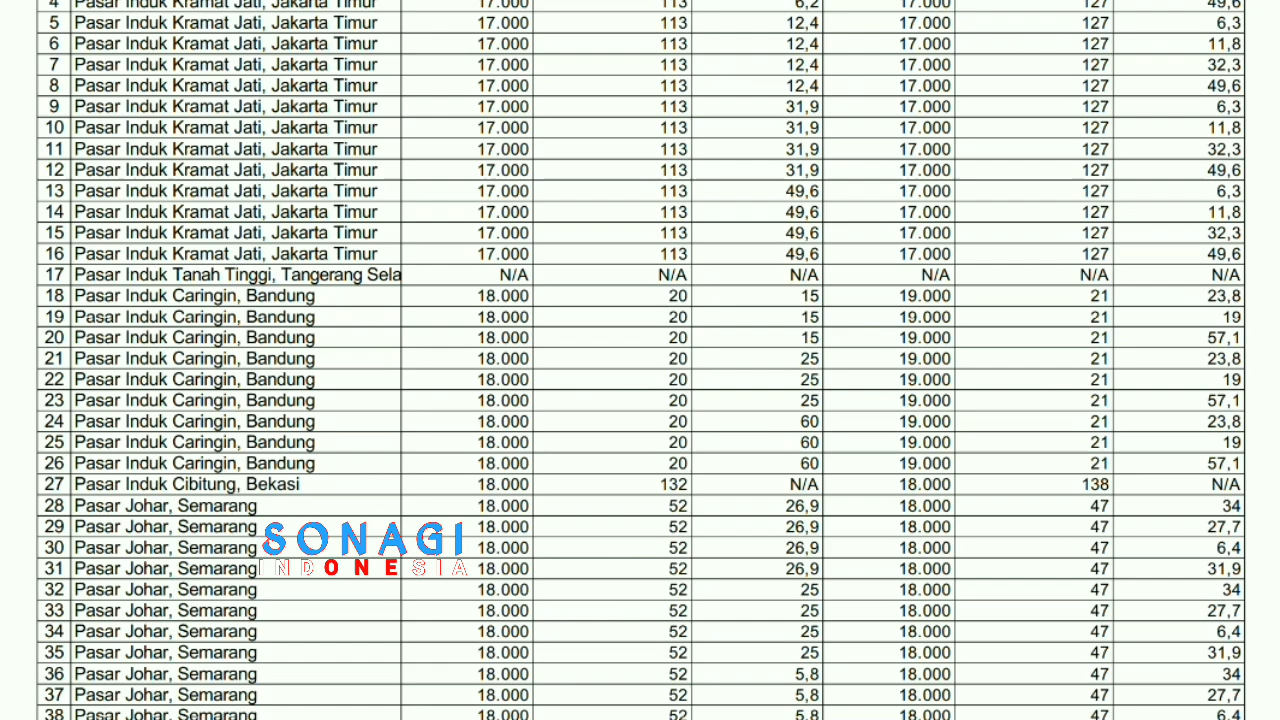 4 Pasar Induk Kramat Jati, Jakarta Timur 17.000 113 6,2 17.000 127 49,6
5 Pasar Induk Kramat Jati, Jakarta Timur 17.000 113 12,4 17.000 127 6,3
6 Pasar Induk Kramat Jati, Jakarta Timur 17.000 113 12,4 17.000 127 11,8
7 Pasar Induk Kramat Jati, Jakarta Timur 17.000 113 12,4 17.000 127 32,3
8 Pasar Induk Kramat Jati, Jakarta Timur 17.000 113 12,4 17.000 127 49,6
9 Pasar Induk Kramat Jati, Jakarta Timur 17.000 113 31,9 17.000 127 6,3
10 Pasar Induk Kramat Jati, Jakarta Timur 17.000 113 31,9 17.000 127 11,8
11 Pasar Induk Kramat Jati, Jakarta Timur 17.000 113 31,9 17.000 127 32,3
12 Pasar Induk Kramat Jati, Jakarta Timur 17.000 113 31,9 17.000 127 49,6
13 Pasar Induk Kramat Jati, Jakarta Timur 17.000 113 49,6 17.000 127 6,3
14 Pasar Induk Kramat Jati, Jakarta Timur 17.000 113 49,6 17.000 127 11,8
15 Pasar Induk Kramat Jati, Jakarta Timur 17.000 113 49,6 17.000 127 32,3
16 Pasar Induk Kramat Jati, Jakarta Timur 17.000 113 49,6 17.000 127 49,6
17 Pasar Induk Tanah Tinggi, Tangerang Sela N/A N/A N/A N/A N/A N/A
18 Pasar Induk Caringin, Bandung 18.000 20 15 19.000 21 23,8
19 Pasar Induk Caringin, Bandung 18.000 20 15 19.000 21 19
20 Pasar Induk Caringin, Bandung 18.000 20 15 19.000 21 57,1
21 Pasar Induk Caringin, Bandung 18.000 20 25 19.000 21 23,8
22 Pasar Induk Caringin, Bandung 18.000 20 25 19.000 21 19
23 Pasar Induk Caringin, Bandung 18.000 20 25 19.000 21 57,1
24 Pasar Induk Caringin, Bandung 18.000 20 60 19.000 21 23,8
25 Pasar Induk Caringin, Bandung 18.000 20 60 19.000 21 19
26 Pasar Induk Caringin, Bandung 18.000 20 60 19.000 21 57,1
27 Pasar Induk Cibitung, Bekasi 18.000 132 N/A 18.000 138 N/A
28 Pasar Johar, Semarang 18.000 52 26,9 18.000 47 34
29 Pasar Johar, Semarang 18.000 52 26,9 18.000 47 27,7
30 Pasar Johar, Semarang 18.000 52 26,9 18.000 47 6,4
31 Pasar Johar, Semarang 18.000 52 26,9 18.000 47 31,9
32 Pasar Johar, Semarang 18.000 52 25 18.000 47 34
33 Pasar Johar, Semarang 18.000 52 25 18.000 47 27,7
34 Pasar Johar, Semarang 18.000 52 25 18.000 47 6,4
35 Pasar Johar, Semarang 18.000 52 25 18.000 47 31,9
36 Pasar Johar, Semarang 18.000 52 5,8 18.000 47 34
37 Pasar Johar, Semarang 18.000 52 5,8 18.000 47 27,7
38 Pasar Johar, Semarang 18.000 52 5,8 18.000 47 6,4
SONAGI
INDONESIA